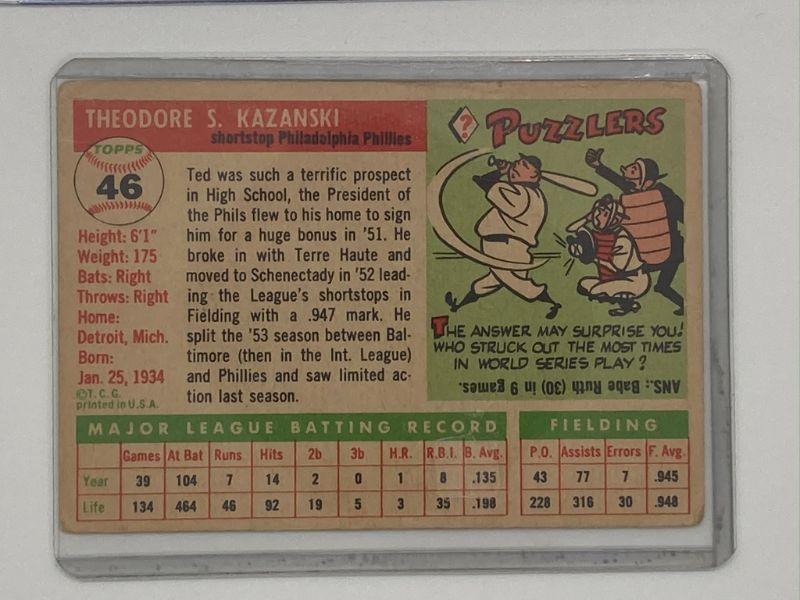 THEODORE S. KAZANSKI
shortstop Philadelphia Phillies
TOPPS
46
Height: 6'1"
Weight: 175
Bats: Right
Throws: Right
Home:
Detroit, Mich.
Born:
Jan. 25, 1934
©T. C. G.
printed in U.S.A.
Ted was such a terrific prospect
in High School, the President of
the Phils flew to his home to sign
him for a huge bonus in '51. He
broke in with Terre Haute and
moved to Schenectady in '52 lead-
ing the League's shortstops in
Fielding with a .947 mark. He
split the '53 season between Bal-
timore (then in the Int. League)
and Phillies and saw limited ac-
tion last season.
? PUZZLERS
THE ANSWER MAY SURPRISE YOU!
WHO STRUCK OUT THE MOST TIMES
IN WORLD SERIES PLAY?
ANS.: Babe Ruth (30) in 9 games.
MAJOR LEAGUE BATTING RECORD
Games At Bat Runs Hits 2b 3b H.R. R.B.I. B. Avg.
Year 39 104 7 14 2 0 1 8 .135
Life 134 464 46 92 19 5 3 35 .198
FIELDING
P.O. Assists Errors F. Avg.
43 77 7 .945
228 316 30 .948